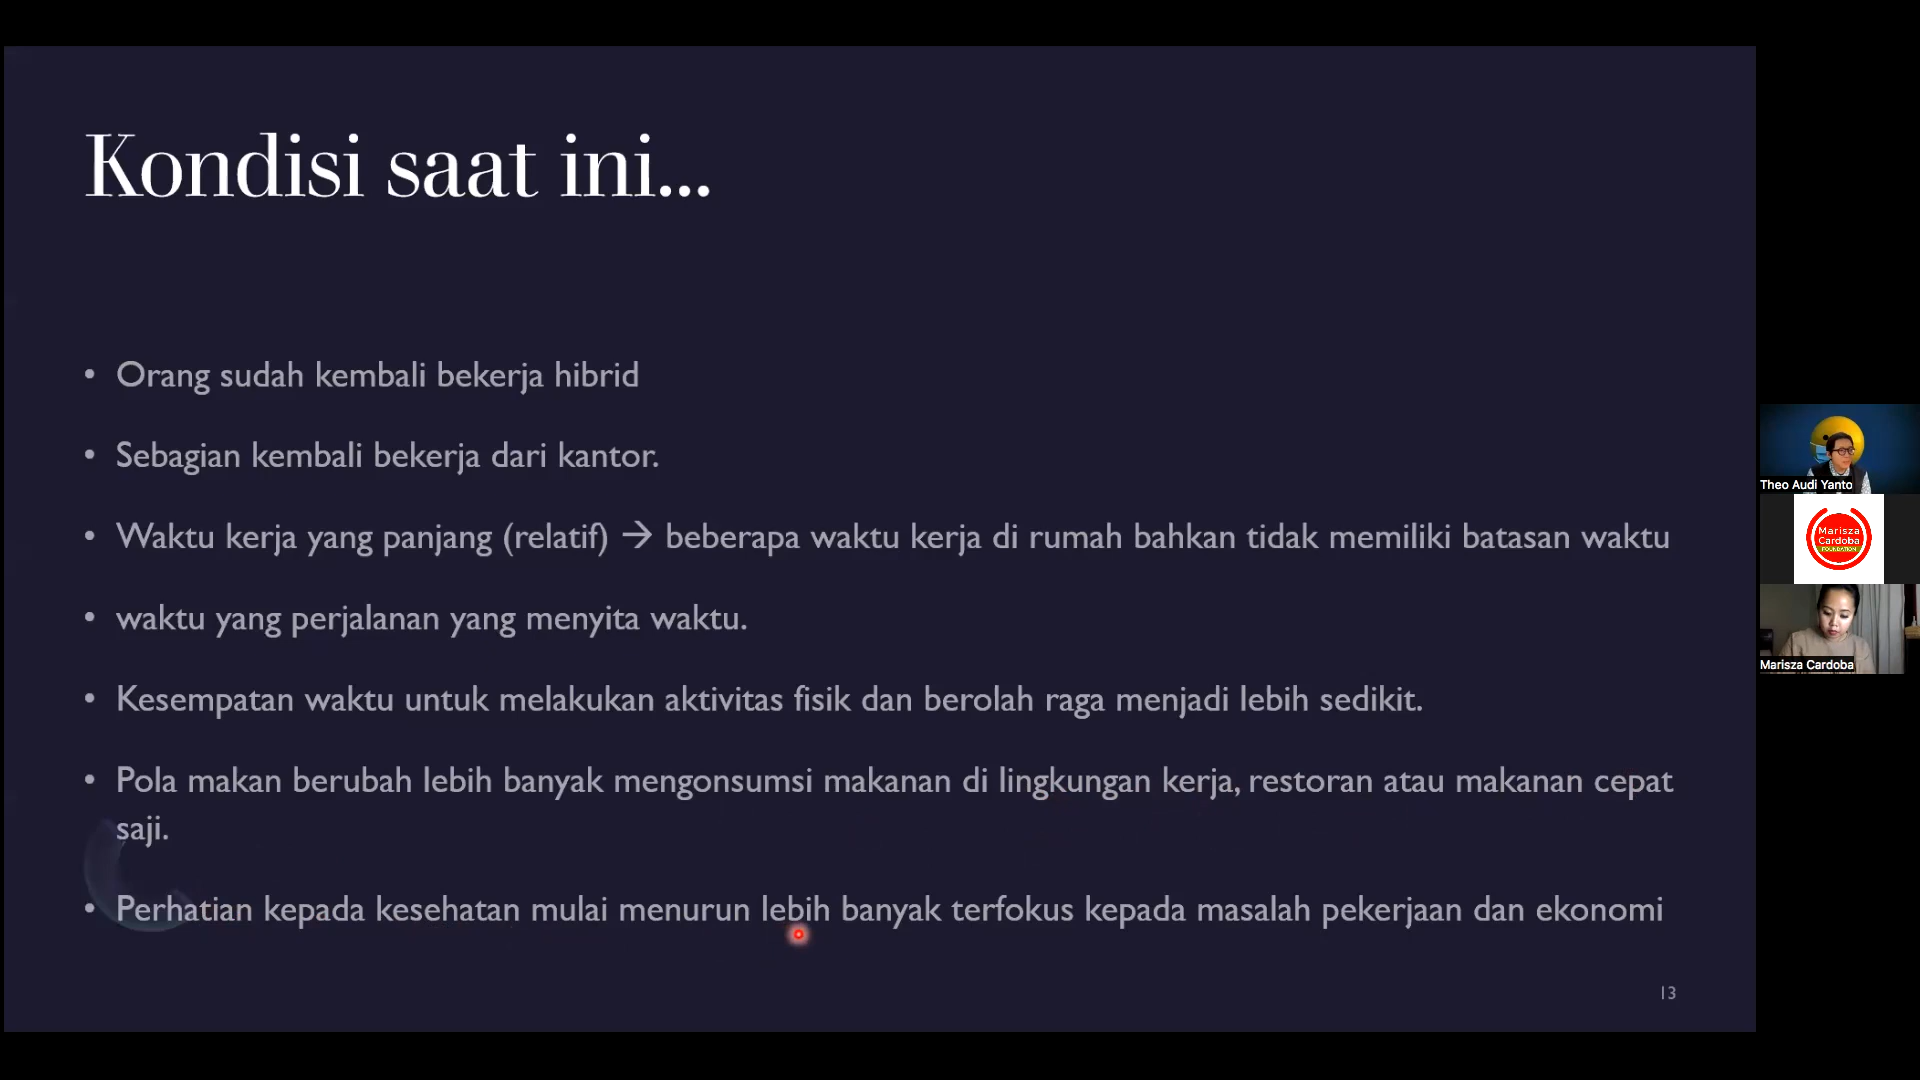 Kondisi saat ini...
• Orang sudah kembali bekerja hibrid
• Sebagian kembali bekerja dari kantor.
• Waktu kerja yang panjang (relatif) → beberapa waktu kerja di rumah bahkan tidak memiliki batasan waktu
• waktu yang perjalanan yang menyita waktu.
• Kesempatan waktu untuk melakukan aktivitas fisik dan berolah raga menjadi lebih sedikit.
• Pola makan berubah lebih banyak mengonsumsi makanan di lingkungan kerja, restoran atau makanan cepat
saji.
• Perhatian kepada kesehatan mulai menurun lebih banyak terfokus kepada masalah pekerjaan dan ekonomi
13
Theo Audi Yanto
Marisza
Cardoba
FOUNDATION
Marisza Cardoba